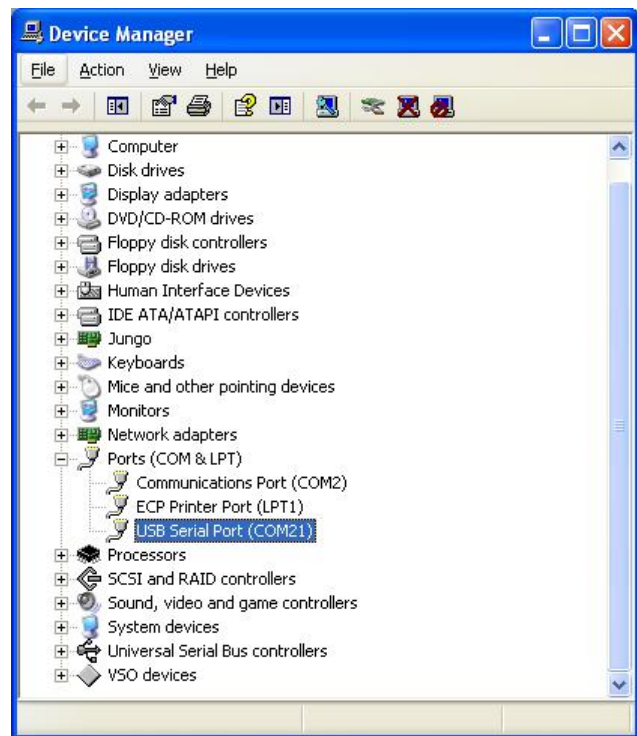 Device Manager
File Action View Help
Computer
Disk drives
Display adapters
DVD/CD-ROM drives
Floppy disk controllers
Floppy disk drives
Human Interface Devices
IDE ATA/ATAPI controllers
Jungo
Keyboards
Mice and other pointing devices
Monitors
Network adapters
Ports (COM & LPT)
Communications Port (COM2)
ECP Printer Port (LPT1)
USB Serial Port (COM21)
Processors
SCSI and RAID controllers
Sound, video and game controllers
System devices
Universal Serial Bus controllers
VSO devices